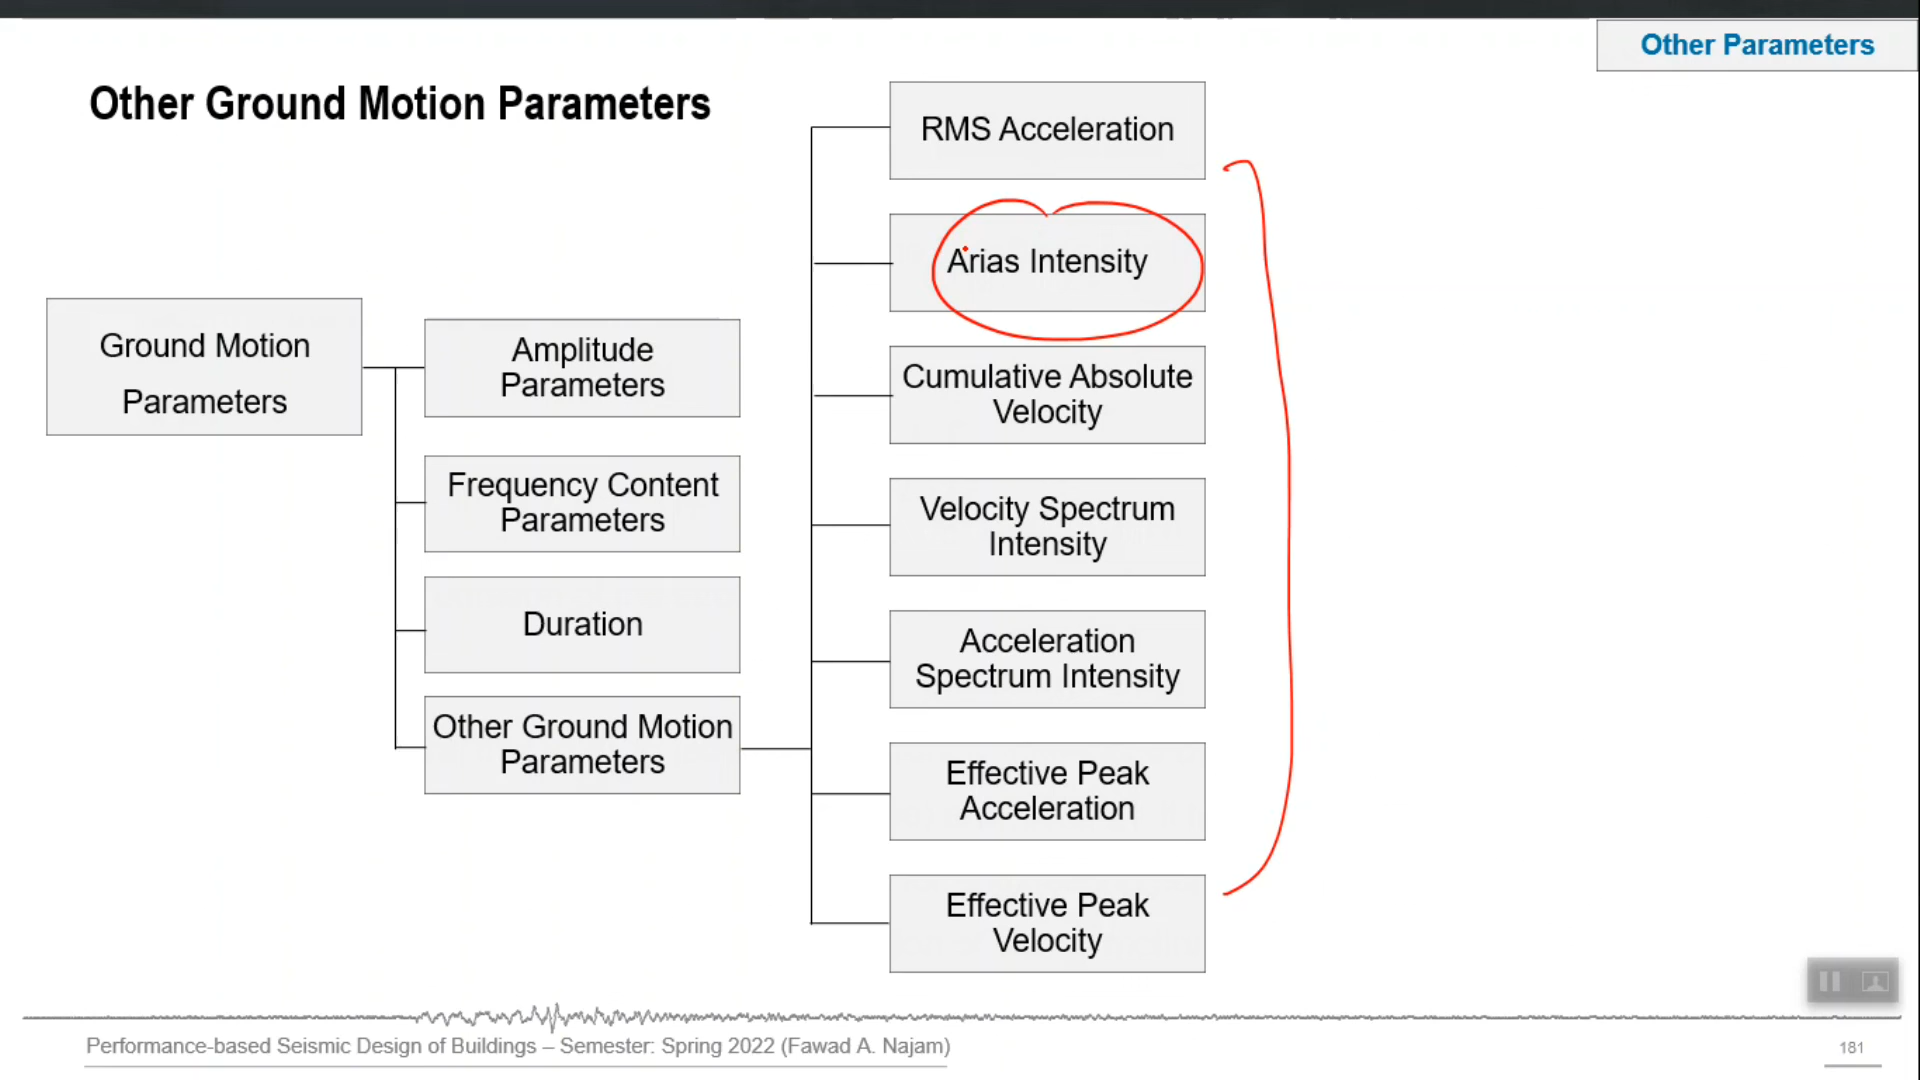 Other Parameters
Other Ground Motion Parameters
Ground Motion
Parameters
Amplitude
Parameters
Frequency Content
Parameters
Duration
Other Ground Motion
Parameters
RMS Acceleration
Arias Intensity
Cumulative Absolute
Velocity
Velocity Spectrum
Intensity
Acceleration
Spectrum Intensity
Effective Peak
Acceleration
Effective Peak
Velocity
Performance-based Seismic Design of Buildings – Semester: Spring 2022 (Fawad A. Najam)
181